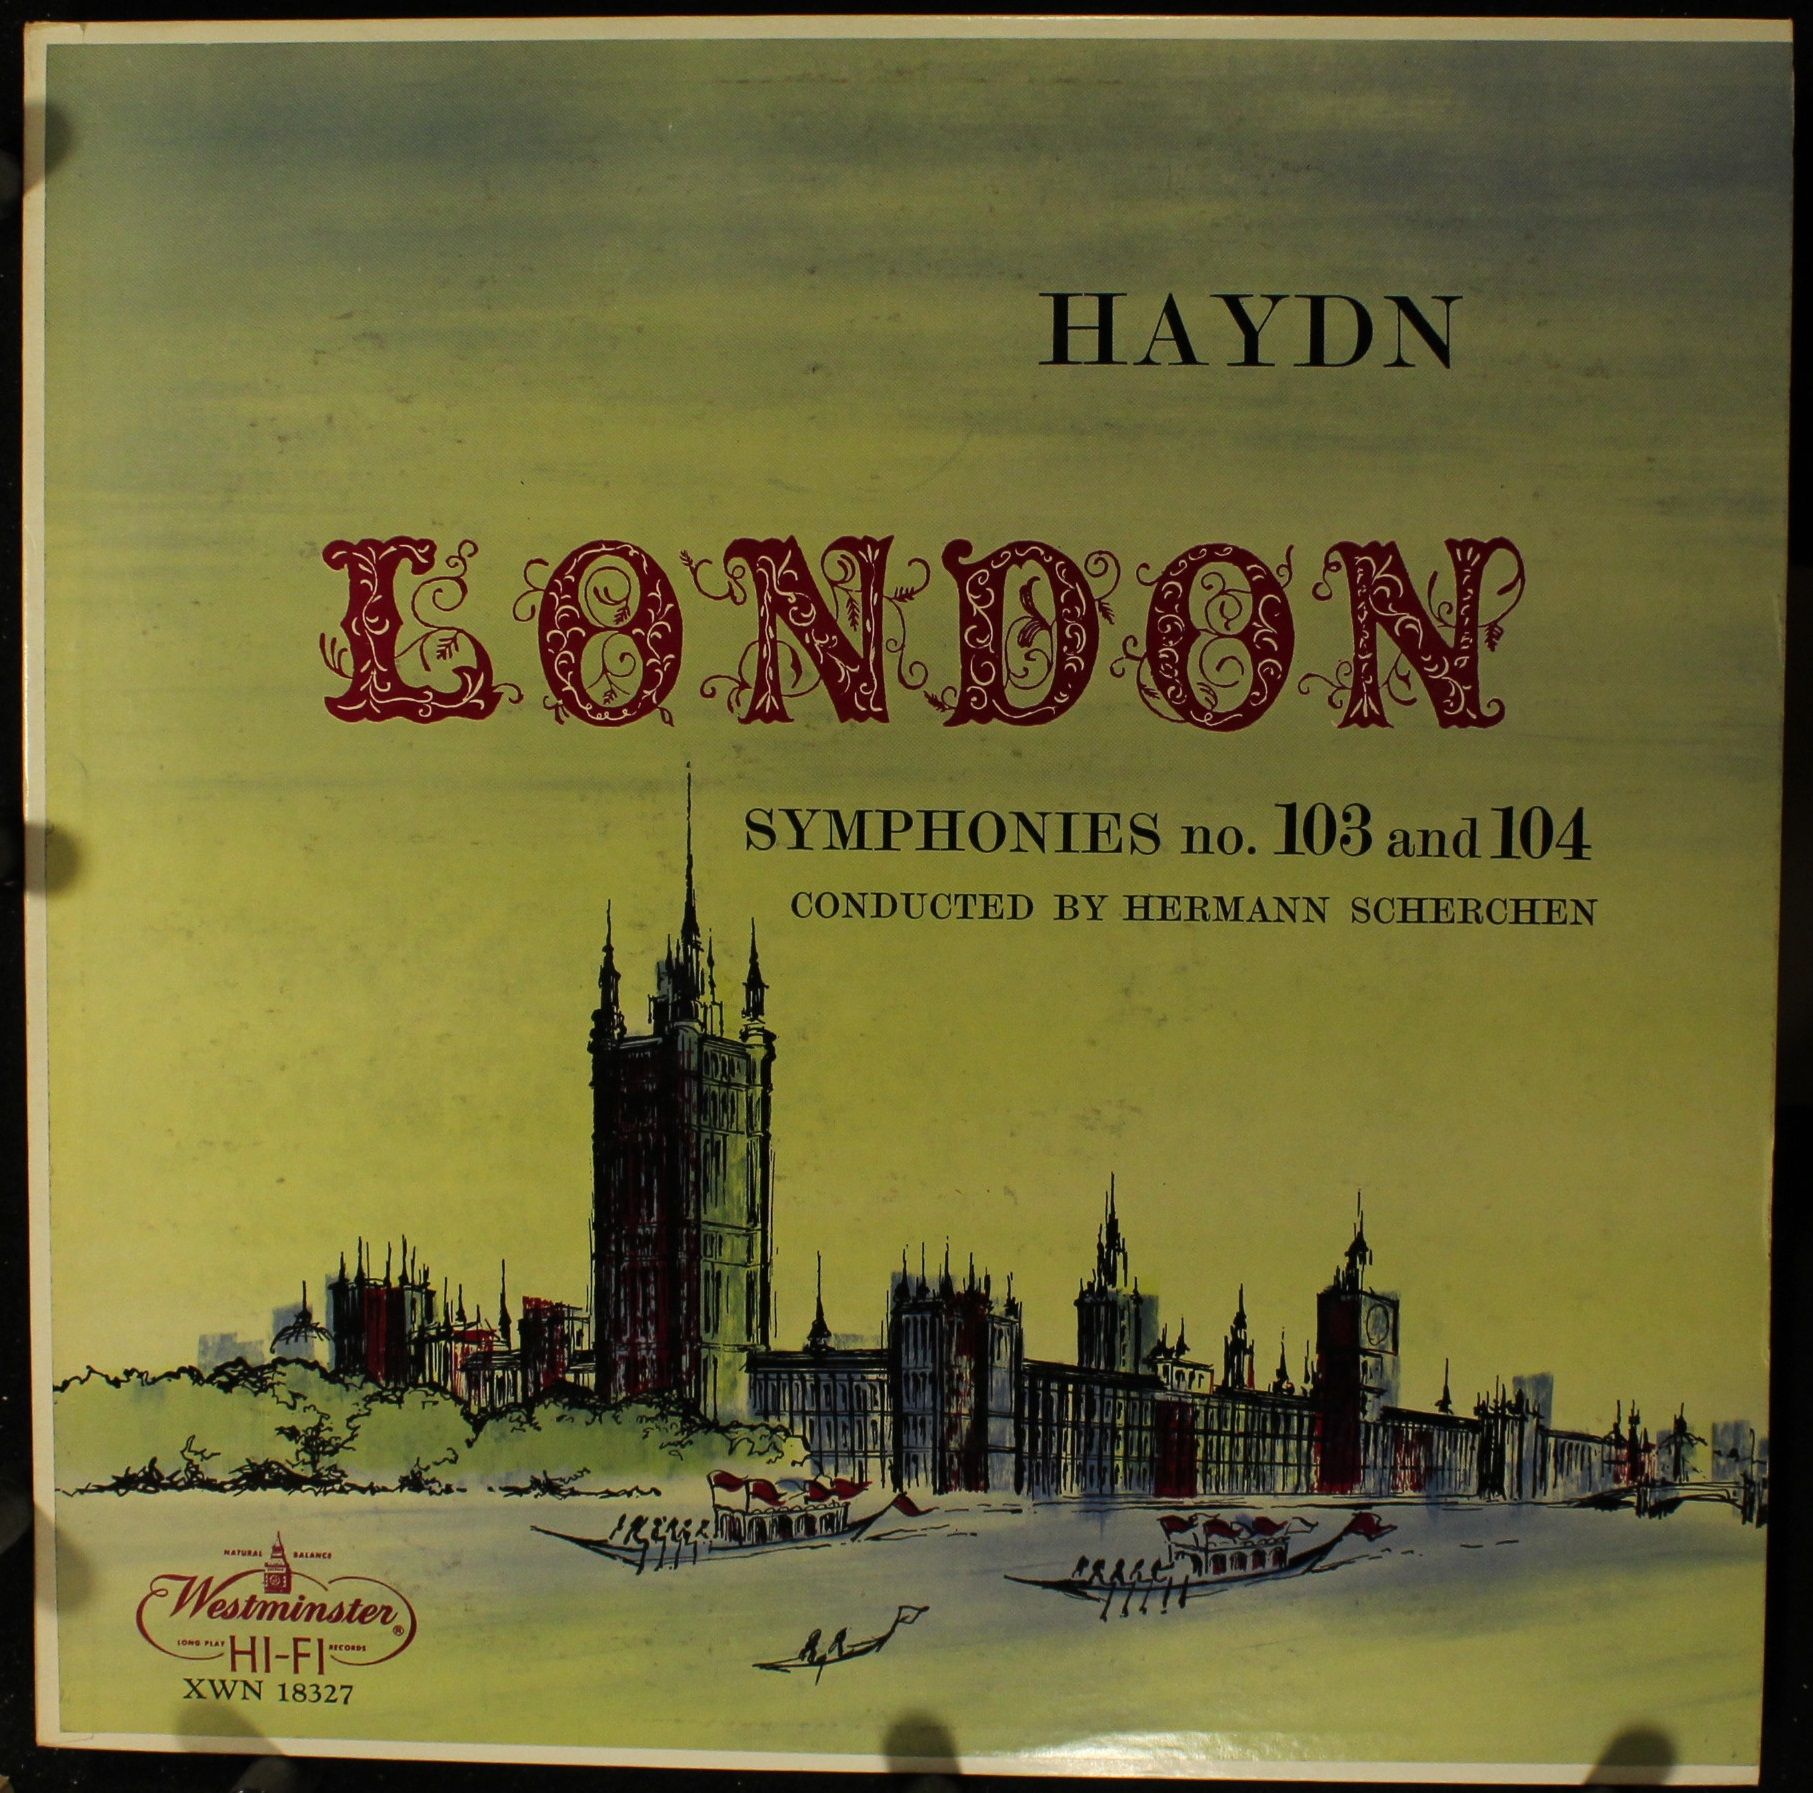 HAYDN
LONDON
SYMPHONIES no. 103 and 104
CONDUCTED BY HERMANN SCHERCHEN
NATURAL BALANCE
Westminster®
LONG PLAY HI-FI RECORDS
XWN 18327